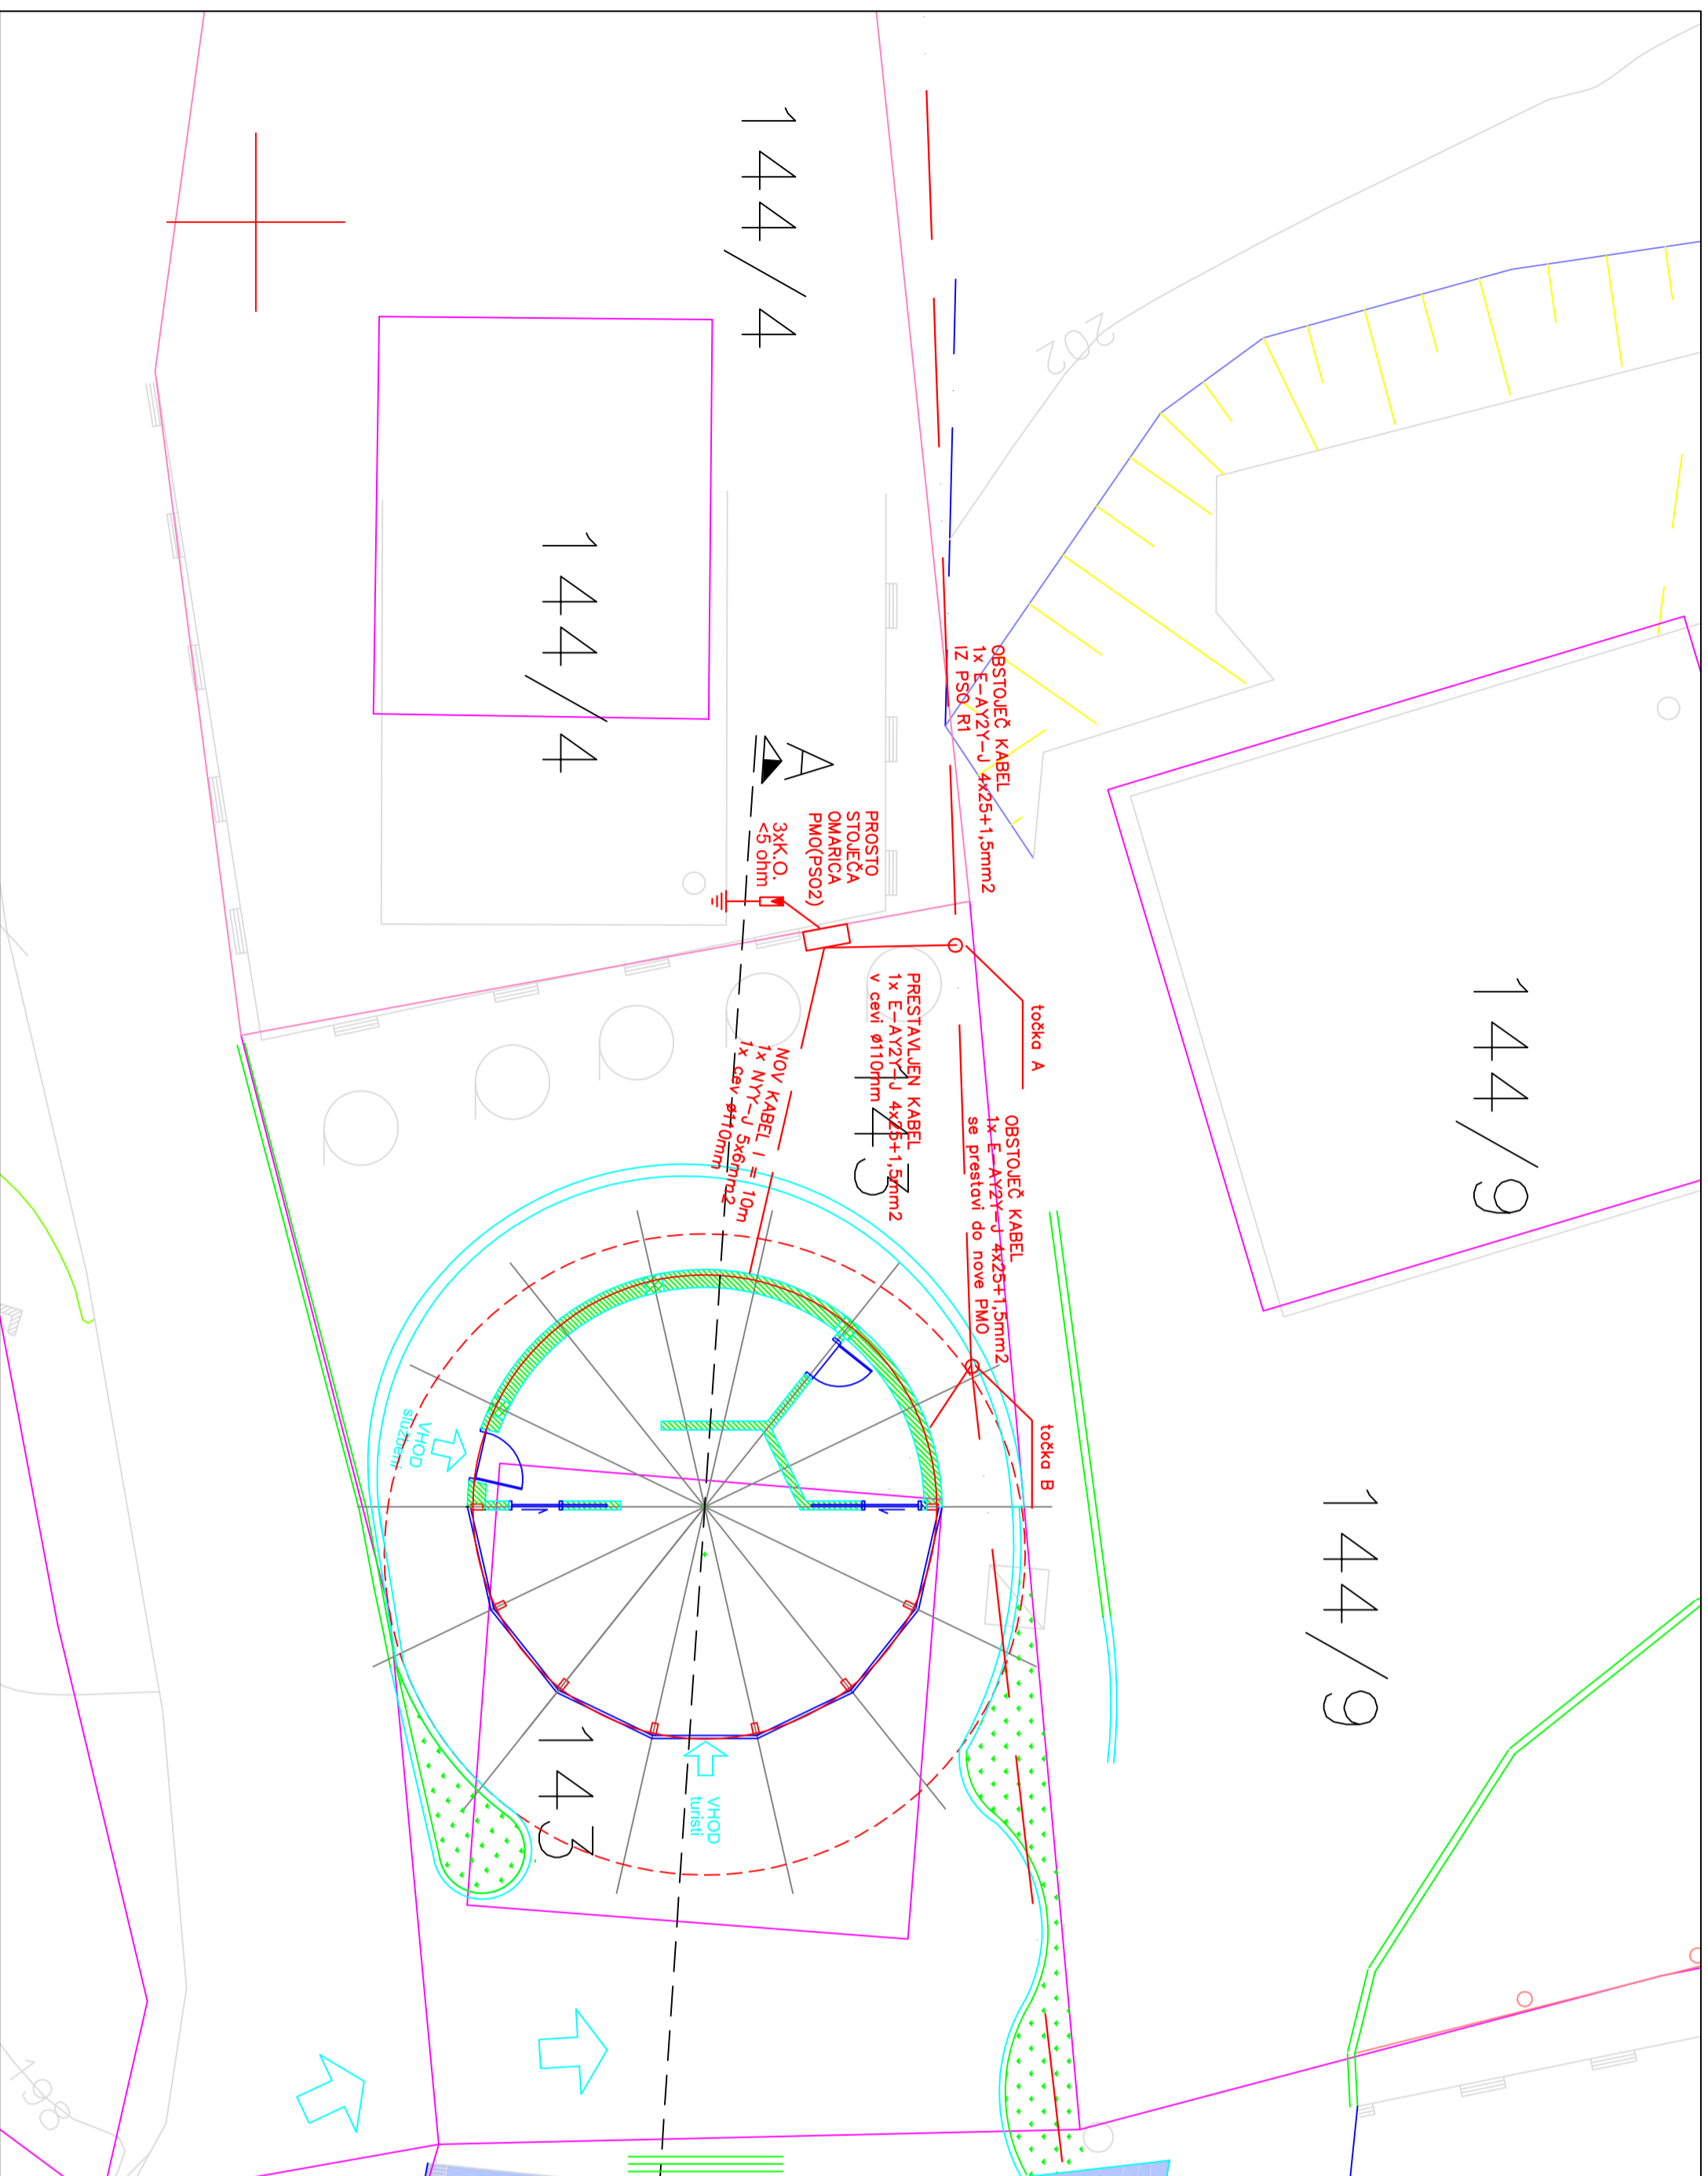 144/4
144/4
144/9
144/9
143
143
202
198
A
OBSTOJEČ KABEL
1x E-AY2Y-J 4x25+1,5mm2
IZ PSO R1
PROSTO
STOJEČA
OMARICA
PMO(PSO2)
3xK.O.
<5 ohm
točka A
PRESTAVLJEN KABEL
1x E-AY2Y-J 4x25+1,5mm2
v cevi ø110mm
NOV KABEL l = 10m
1x NYY-J 5x6mm2
1x cev ø110mm
OBSTOJEČ KABEL
1x E-AY2Y-J 4x25+1,5mm2
se prestavi do nove PMO
točka B
VHOD
službeni
VHOD
turisti